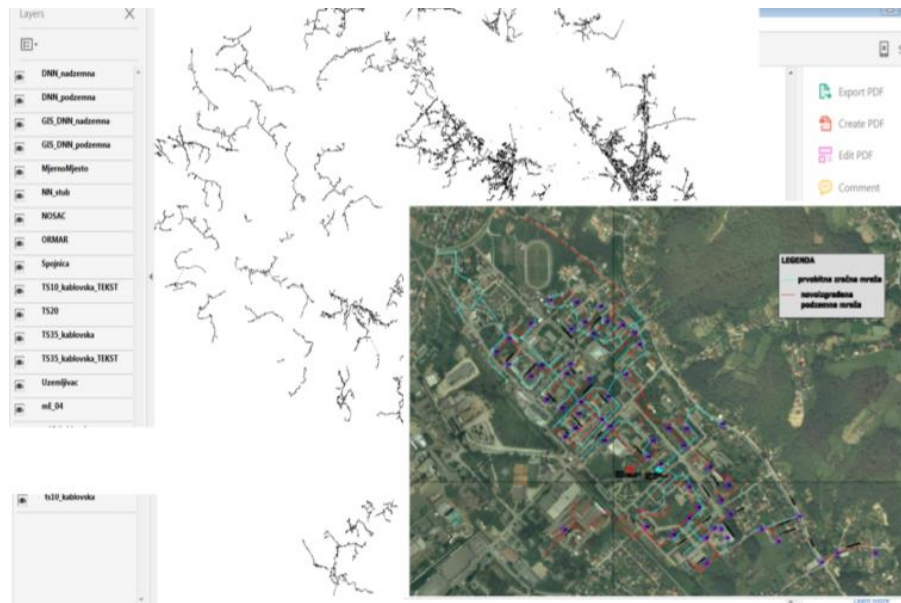 Layers
DNN_nadzemna
DNN_podzemna
GIS_DNN_nadzemna
GIS_DNN_podzemna
MjernoMjesto
NN_stub
NOSAC
ORMAR
Spojnica
TS10_kablovska_TEKST
TS20
TS35_kablovska
TS35_kablovska_TEKST
Uzemljivac
ml_04
ts10_kablovska
Export PDF
Create PDF
Edit PDF
Comment
LEGENDA
prvobitna zračna mreža
novoizgrađena
podzemna mreža